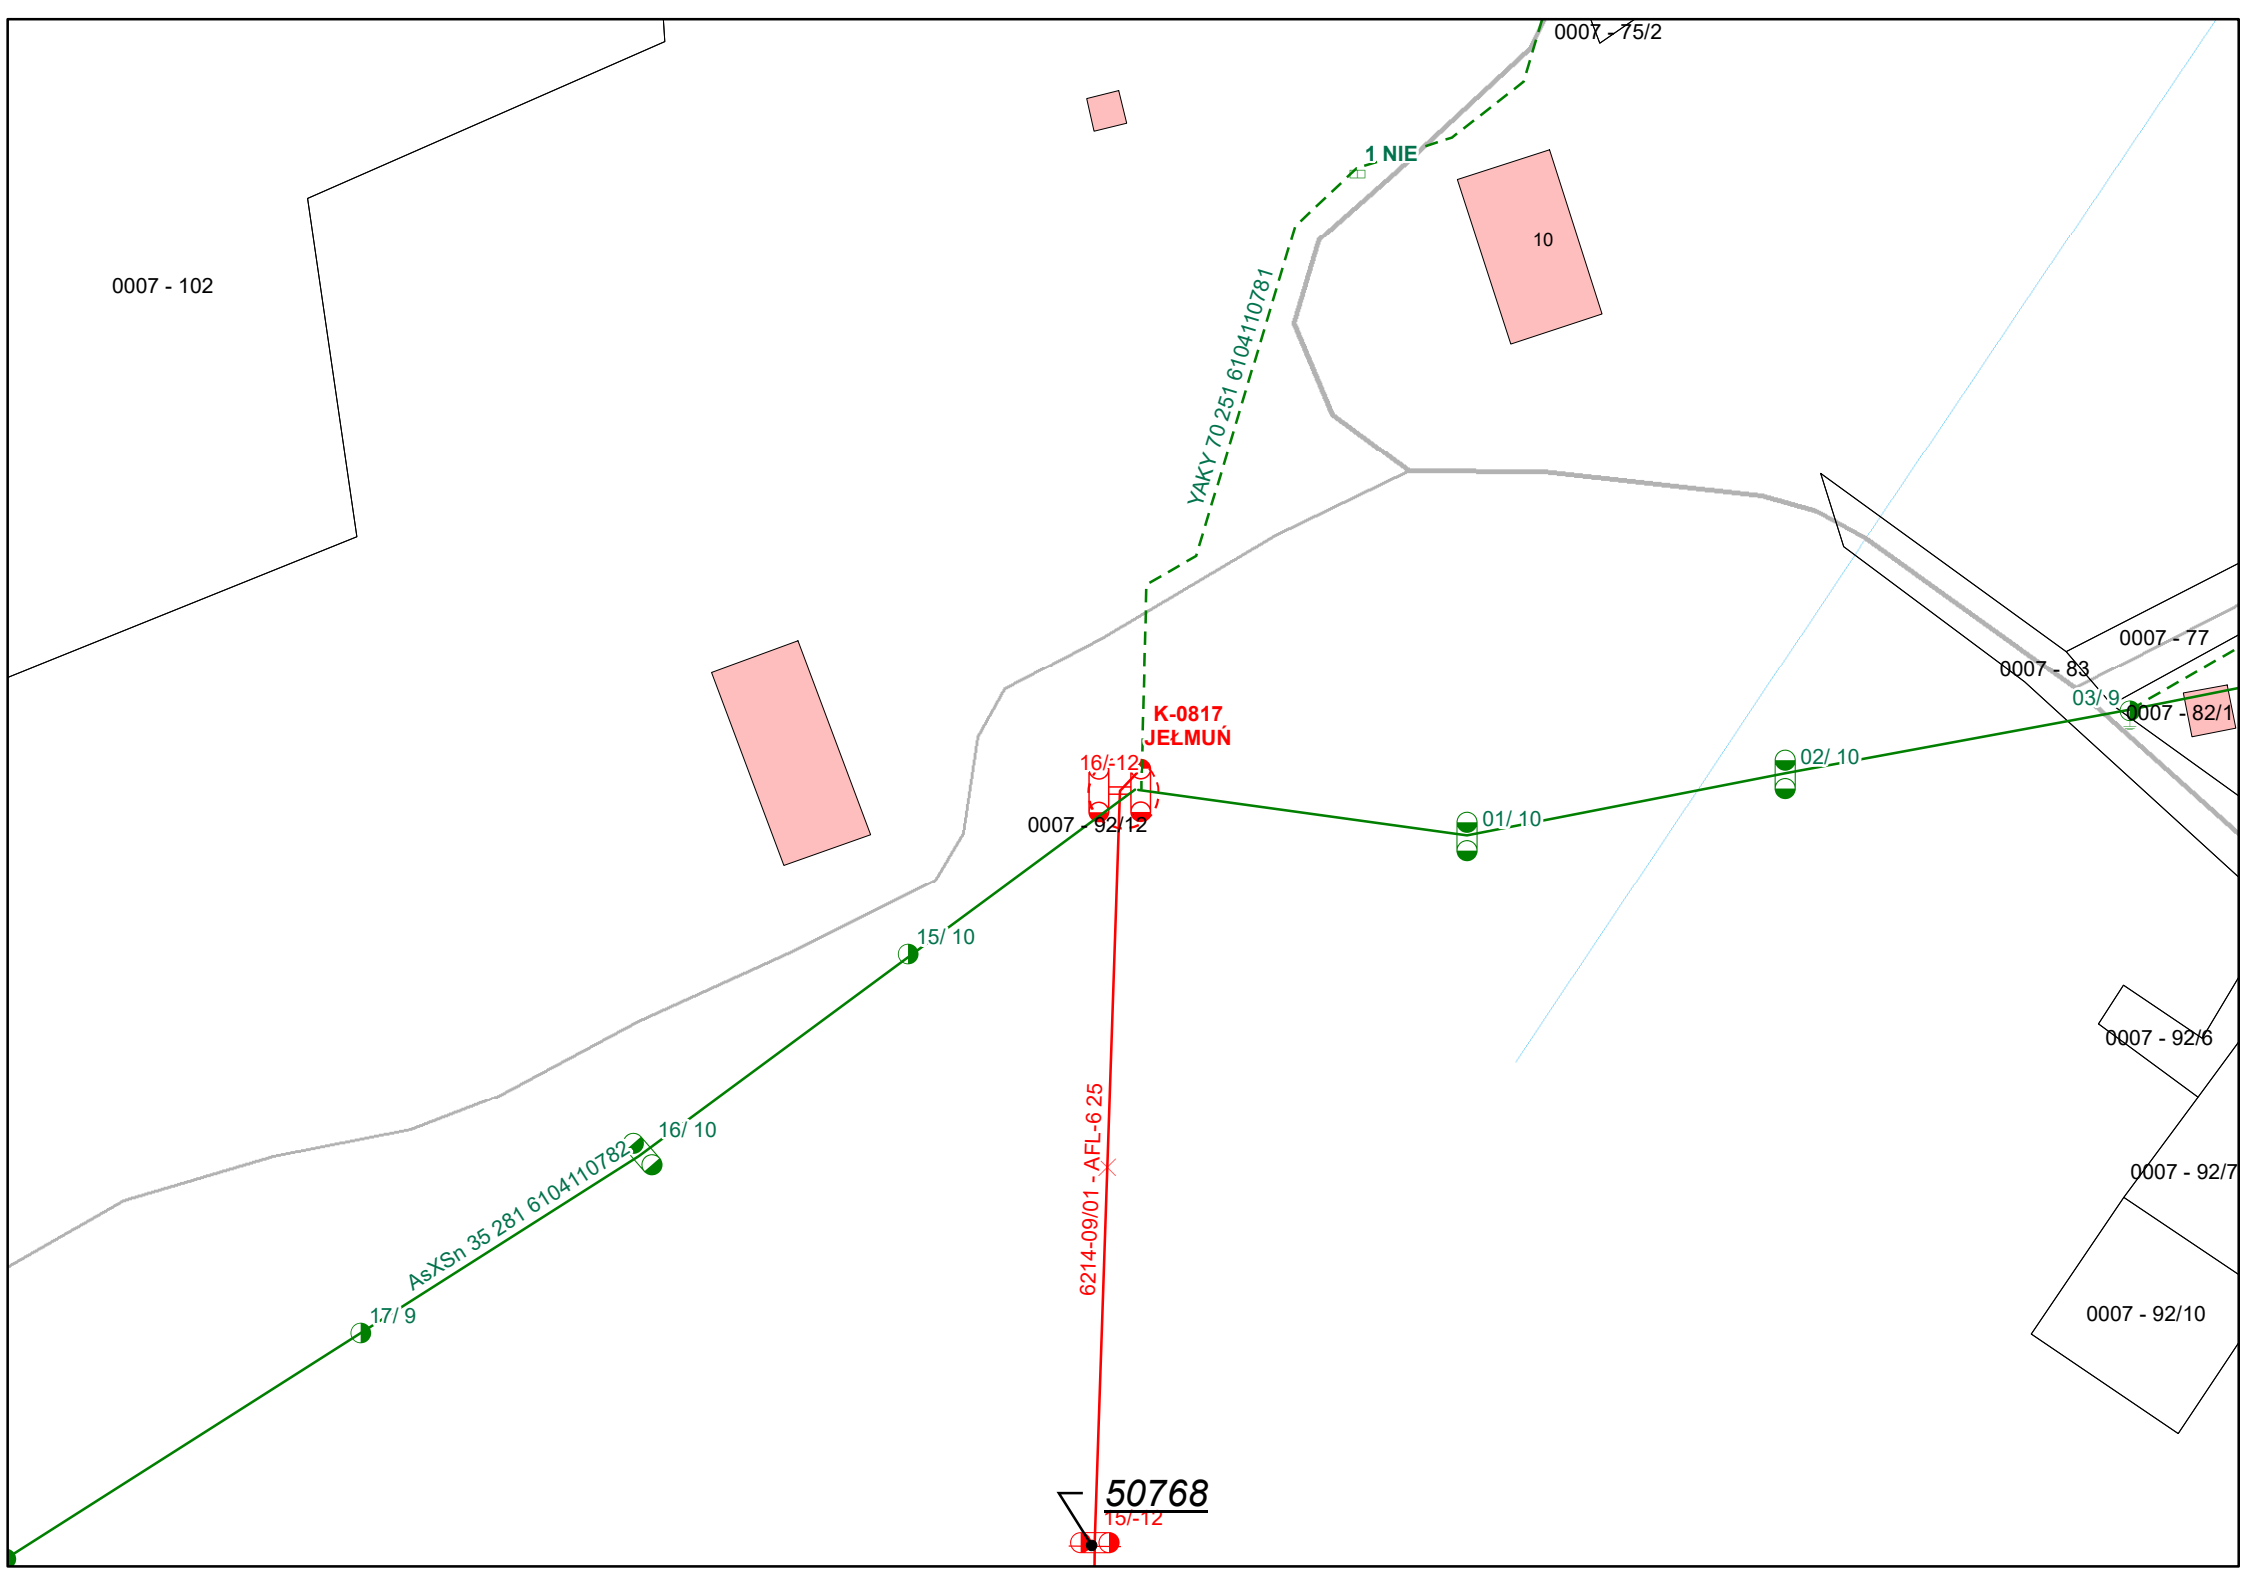 0007 - 75/2
1 NIE
10
0007 - 102
YAKY 70 251 6104110781
0007 - 77
0007 - 83
03/ 9
0007 - 82/1
K-0817
JEŁMUŃ
16/-12
02/ 10
01/ 10
0007 - 92/12
15/ 10
0007 - 92/6
16/ 10
AsXSn 35 281 6104110782
6214-09/01 - AFL-6 25
0007 - 92/7
17/ 9
0007 - 92/10
50768
15/-12